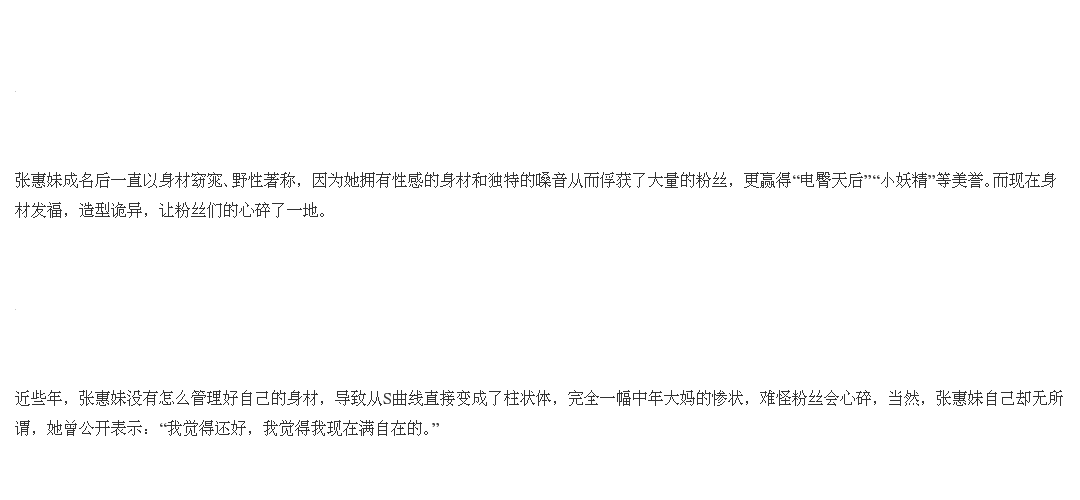 张惠妹成名后一直以身材窈窕、野性著称，因为她拥有性感的身材和独特的嗓音从而俘获了大量的粉丝，更赢得“电臀天后”“小妖精”等美誉。而现在身
材发福，造型诡异，让粉丝们的心碎了一地。
近些年，张惠妹没有怎么管理好自己的身材，导致从S曲线直接变成了柱状体，完全一幅中年大妈的惨状，难怪粉丝会心碎，当然，张惠妹自己却无所
谓，她曾公开表示：“我觉得还好，我觉得我现在满自在的。”